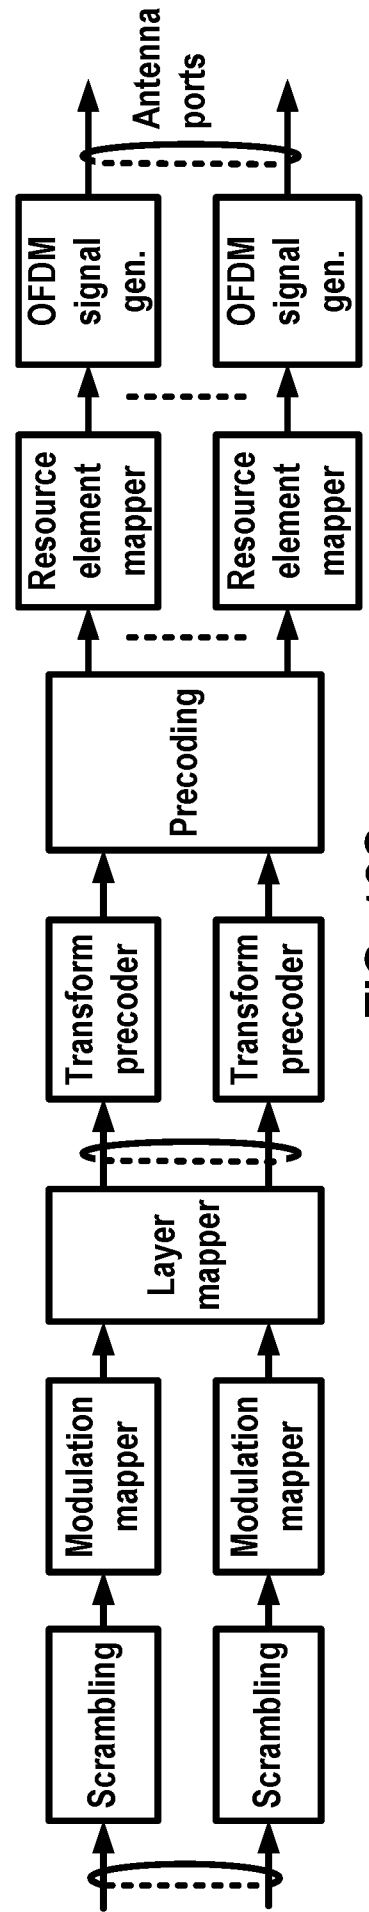 Scrambling
Scrambling
Modulation
mapper
Modulation
mapper
Layer
mapper
Transform
precoder
Transform
precoder
Precoding
Resource
element
mapper
Resource
element
mapper
OFDM
signal
gen.
OFDM
signal
gen.
Antenna
ports